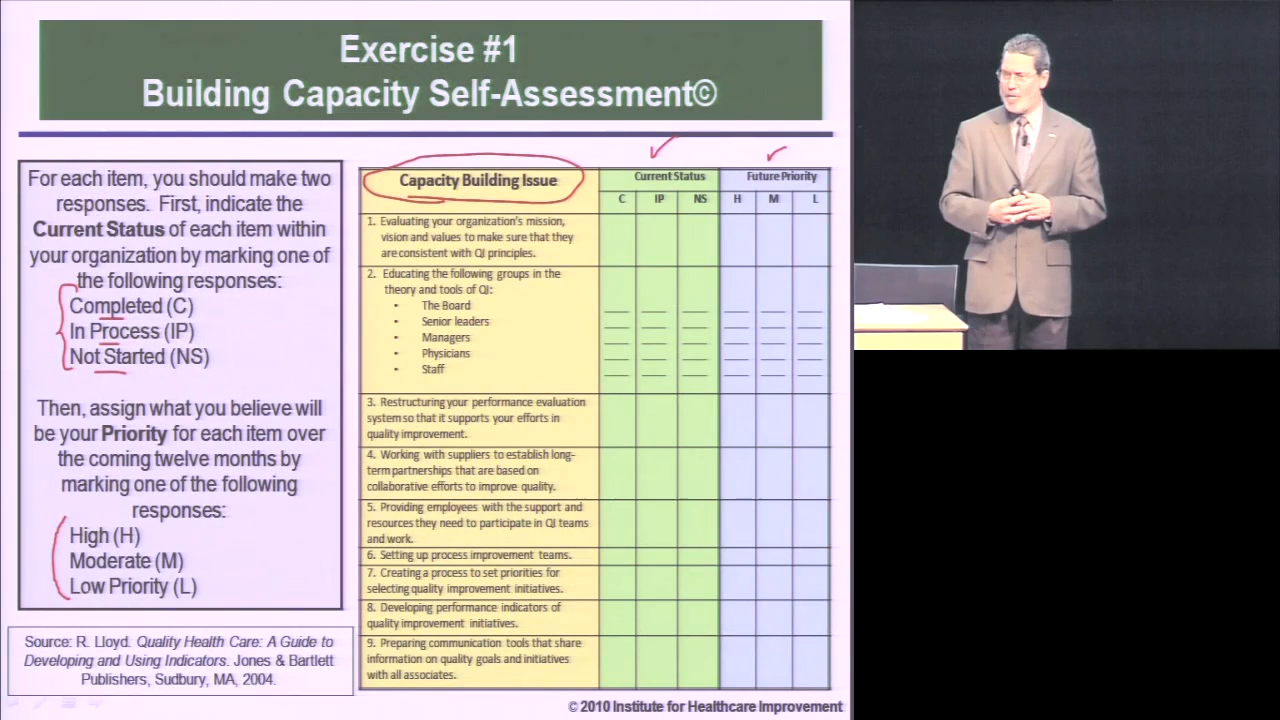 Exercise #1
Building Capacity Self-Assessment©
For each item, you should make two
responses. First, indicate the
Current Status of each item within
your organization by marking one of
the following responses:
Completed (C)
In Process (IP)
Not Started (NS)
Then, assign what you believe will
be your Priority for each item over
the coming twelve months by
marking one of the following
responses:
High (H)
Moderate (M)
Low Priority (L)
Source: R. Lloyd. Quality Health Care: A Guide to
Developing and Using Indicators. Jones & Bartlett
Publishers, Sudbury, MA, 2004.
Capacity Building Issue
Current Status
Future Priority
C IP NS H M L
1. Evaluating your organization's mission,
vision and values to make sure that they
are consistent with QI principles.
2. Educating the following groups in the
theory and tools of QI:
• The Board
• Senior leaders
• Managers
• Physicians
• Staff
3. Restructuring your performance evaluation
system so that it supports your efforts in
quality improvement.
4. Working with suppliers to establish long-
term partnerships that are based on
collaborative efforts to improve quality.
5. Providing employees with the support and
resources they need to participate in QI teams
and work.
6. Setting up process improvement teams.
7. Creating a process to set priorities for
selecting quality improvement initiatives.
8. Developing performance indicators of
quality improvement initiatives.
9. Preparing communication tools that share
information on quality goals and initiatives
with all associates.
© 2010 Institute for Healthcare Improvement